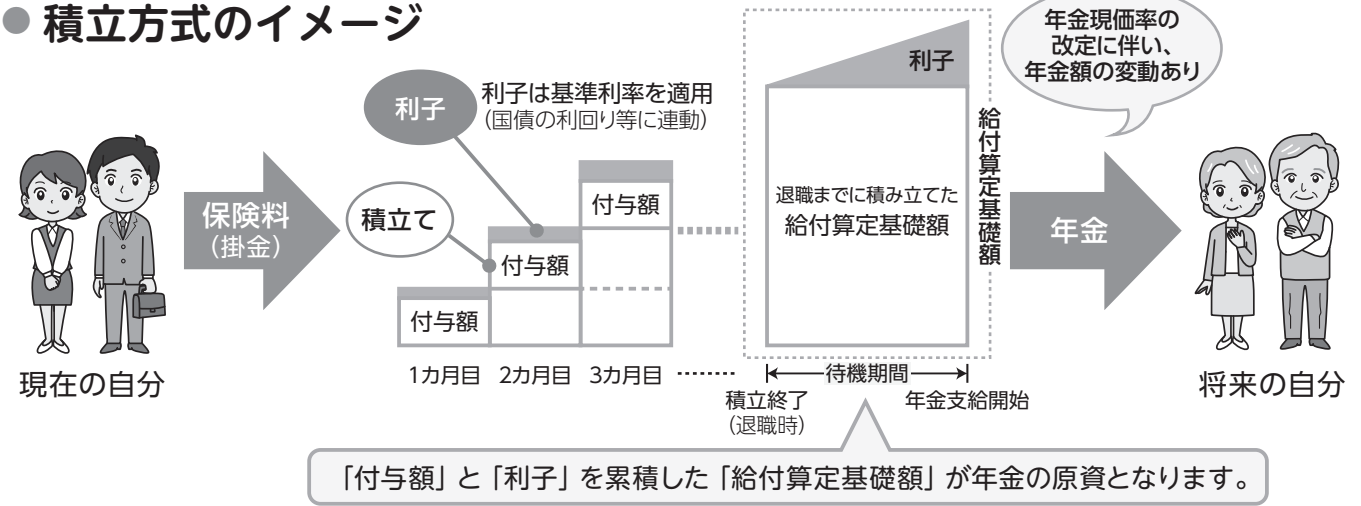 ● 積立方式のイメージ
現在の自分
保険料
(掛金)
利子
利子は基準利率を適用
(国債の利回り等に連動)
積立て
付与額
付与額
付与額
1カ月目 2カ月目 3カ月目
利子
退職までに積み立てた
給付算定基礎額
給付算定基礎額
待機期間
積立終了
(退職時)
年金支給開始
年金現価率の
改定に伴い、
年金額の変動あり
年金
将来の自分
「付与額」と「利子」を累積した「給付算定基礎額」が年金の原資となります。